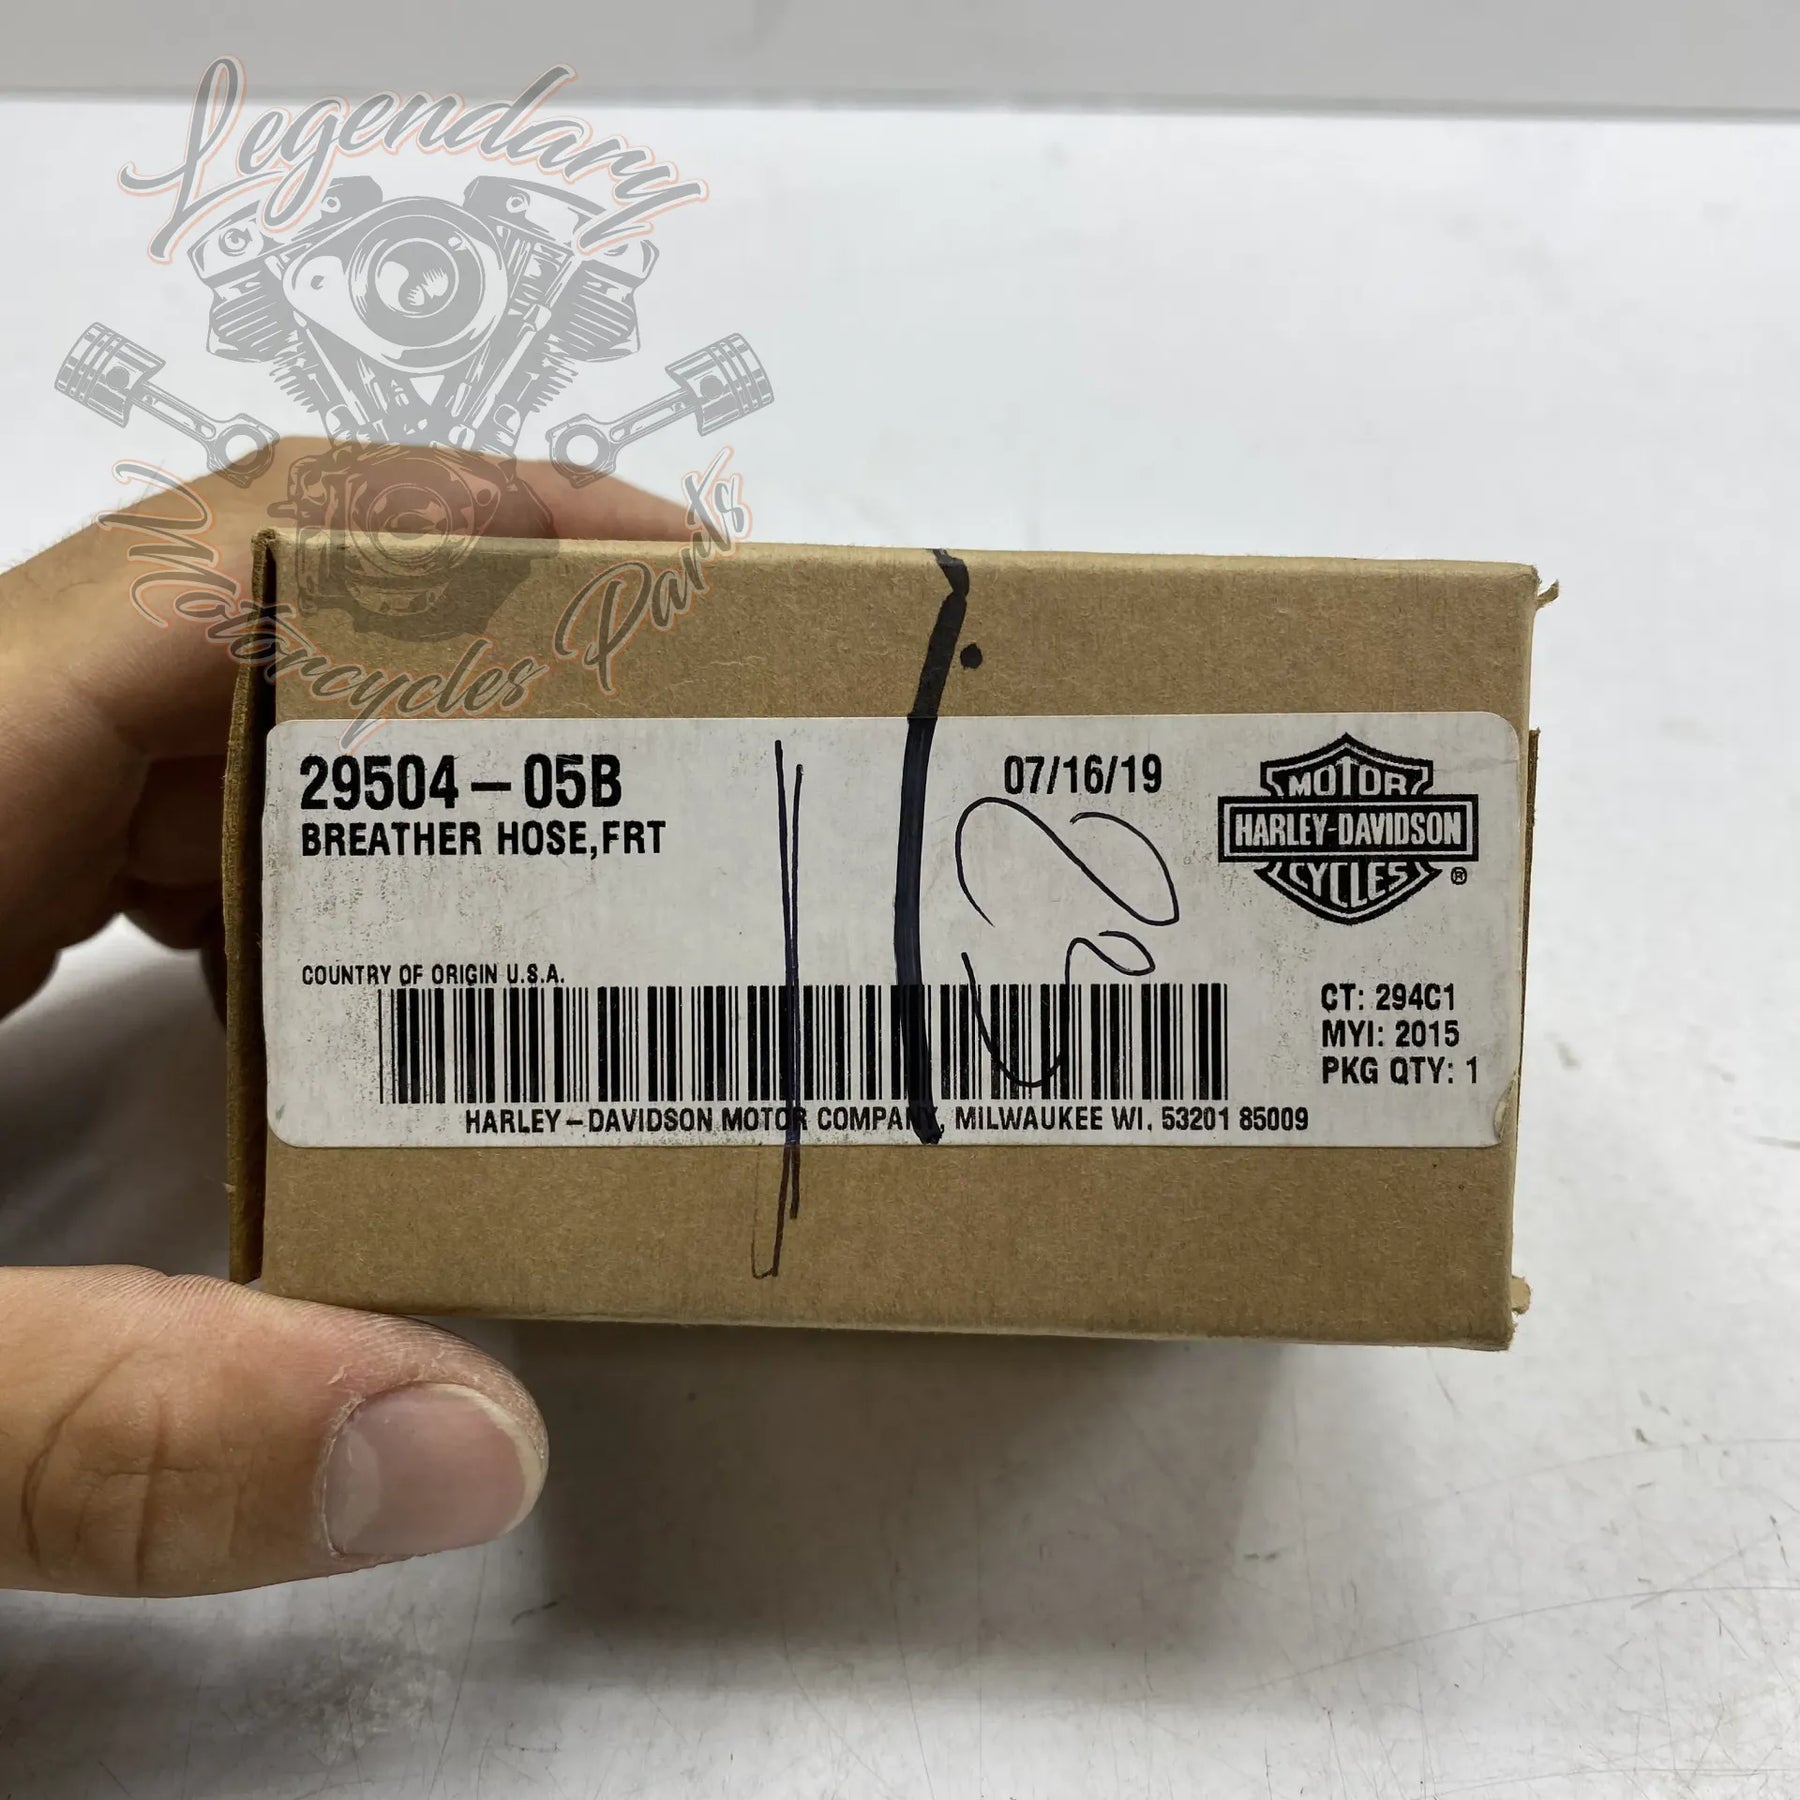 Legendary
Motorcycles Parts
29504-05B
BREATHER HOSE,FRT
07/16/19
MOTOR
HARLEY-DAVIDSON
CYCLES
®
COUNTRY OF ORIGIN U.S.A.
CT: 294C1
MYI: 2015
PKG QTY: 1
HARLEY-DAVIDSON MOTOR COMPANY, MILWAUKEE WI, 53201 85009